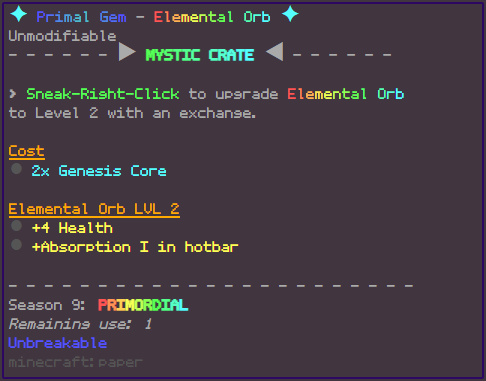 ✦ Primal Gem - Elemental Orb ✦
Unmodifiable
- - - - - - ▶ MYSTIC CRATE ◀ - - - - - -
> Sneak-Right-Click to upgrade Elemental Orb
to Level 2 with an exchange.
Cost
● 2x Genesis Core
Elemental Orb LVL 2
● +4 Health
● +Absorption I in hotbar
- - - - - - - - - - - - - - - - - - - - - - - -
Season 9: PRIMORDIAL
Remaining use: 1
Unbreakable
minecraft:paper